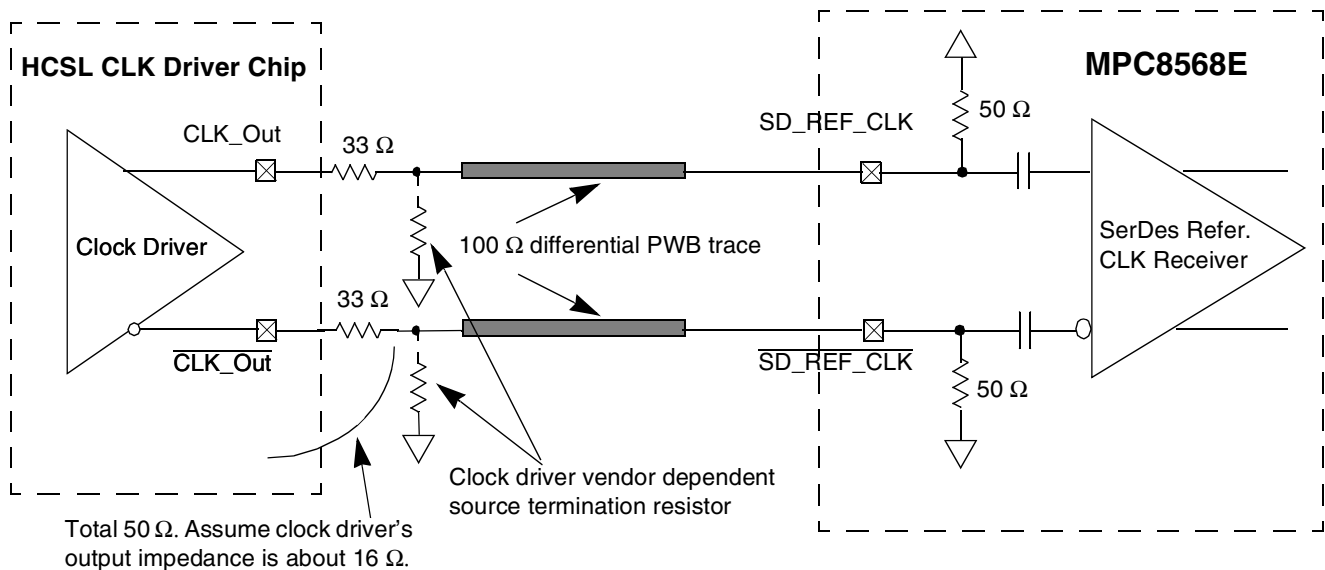 HCSL CLK Driver Chip
MPC8568E
CLK_Out
33 Ω
SD_REF_CLK
50 Ω
Clock Driver
100 Ω differential PWB trace
SerDes Refer.
CLK Receiver
33 Ω
CLK_Out
SD_REF_CLK
50 Ω
Clock driver vendor dependent
source termination resistor
Total 50 Ω. Assume clock driver's
output impedance is about 16 Ω.